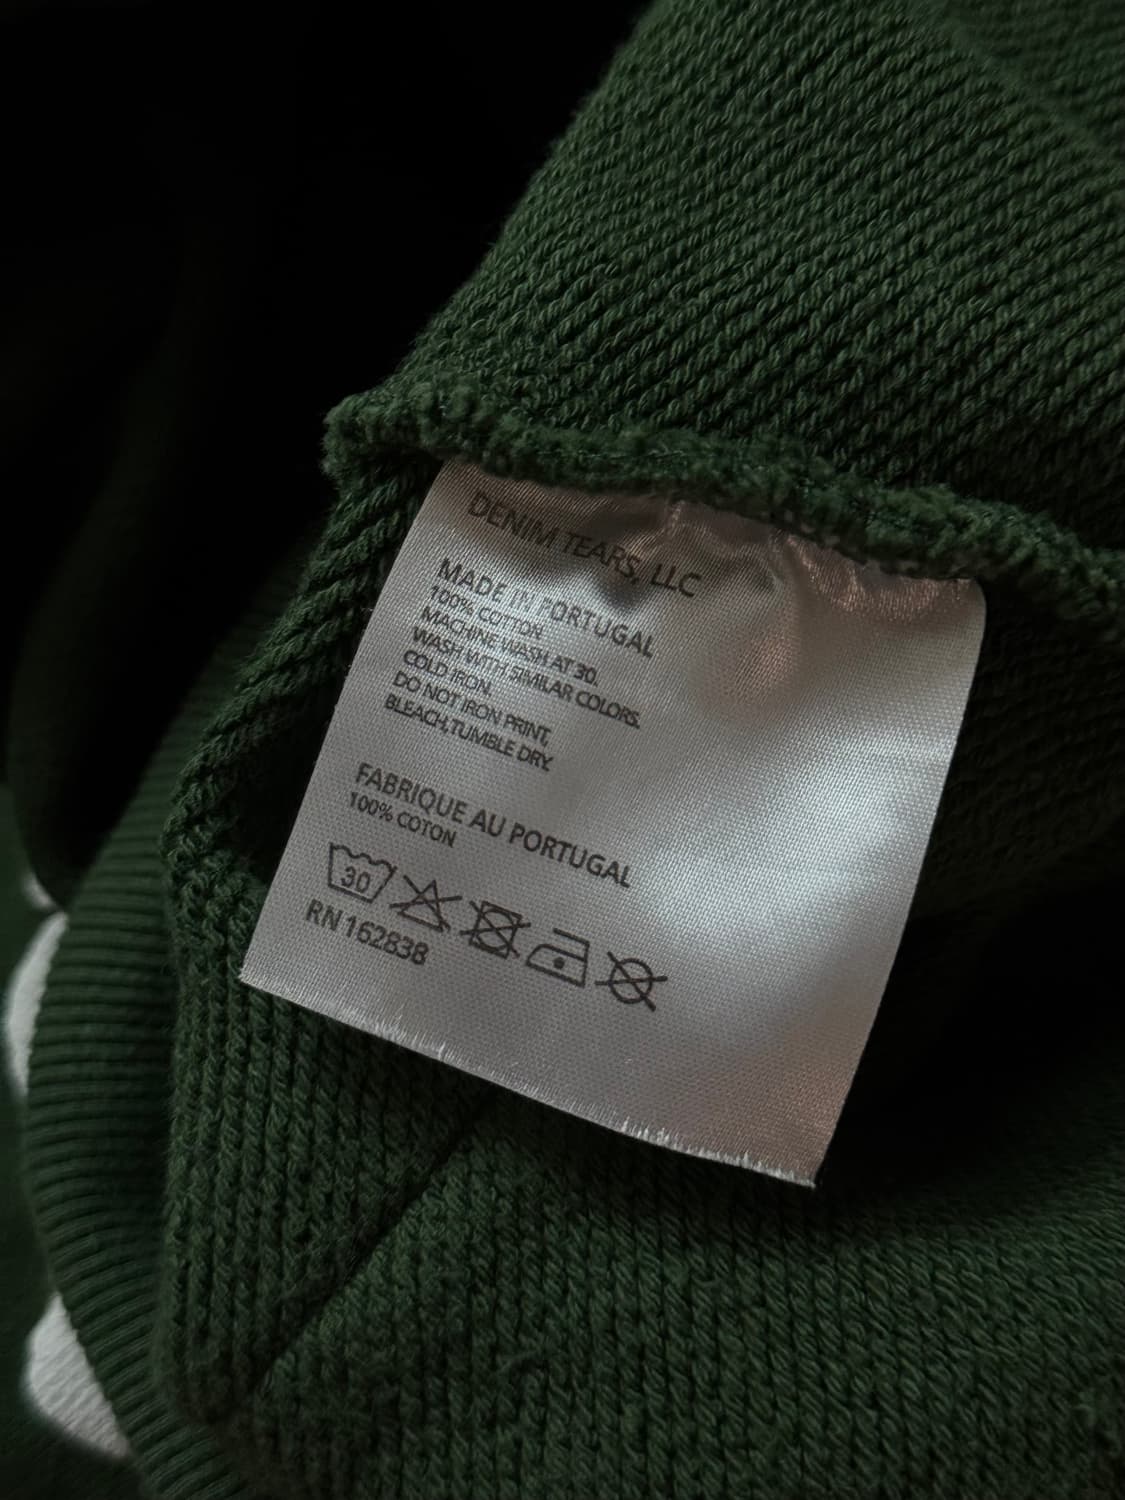 DENIM TEARS, LLC
MADE IN PORTUGAL
100% COTTON
MACHINE WASH AT 30.
WASH WITH SIMILAR COLORS.
COLD IRON.
DO NOT IRON PRINT,
BLEACH,TUMBLE DRY.
FABRIQUE AU PORTUGAL
100% COTON
30
RN 162838